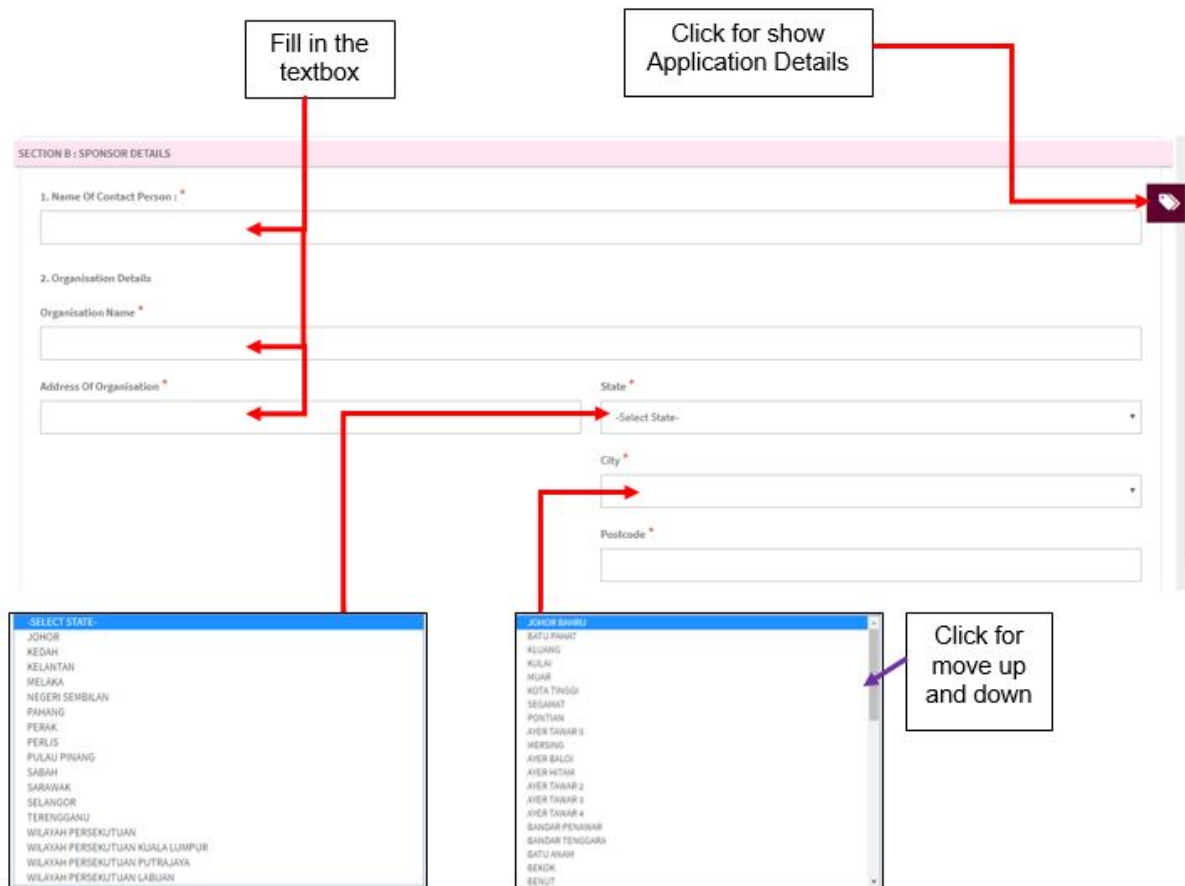 Fill in the
textbox
Click for show
Application Details
SECTION B : SPONSOR DETAILS
1. Name Of Contact Person : *
2. Organisation Details
Organisation Name *
Address Of Organisation *
State *
-Select State-
City *
Postcode *
-SELECT STATE-
JOHOR
KEDAH
KELANTAN
MELAKA
NEGERI SEMBILAN
PAHANG
PERAK
PERLIS
PULAU PINANG
SABAH
SARAWAK
SELANGOR
TERENGGANU
WILAYAH PERSEKUTUAN
WILAYAH PERSEKUTUAN KUALA LUMPUR
WILAYAH PERSEKUTUAN PUTRAJAYA
WILAYAH PERSEKUTUAN LABUAN
JOHOR BAHRU
BATU PAHAT
KLUANG
KULAI
MUAR
KOTA TINGGI
SEGAMAT
PONTIAN
AYER TAWAR 5
MERSING
AYER BALOI
AYER HITAM
AYER TAWAR 2
AYER TAWAR 3
AYER TAWAR 4
BANDAR PENAWAR
BANDAR TENGGARA
BATU ANAM
BEKOK
BENUT
Click for
move up
and down